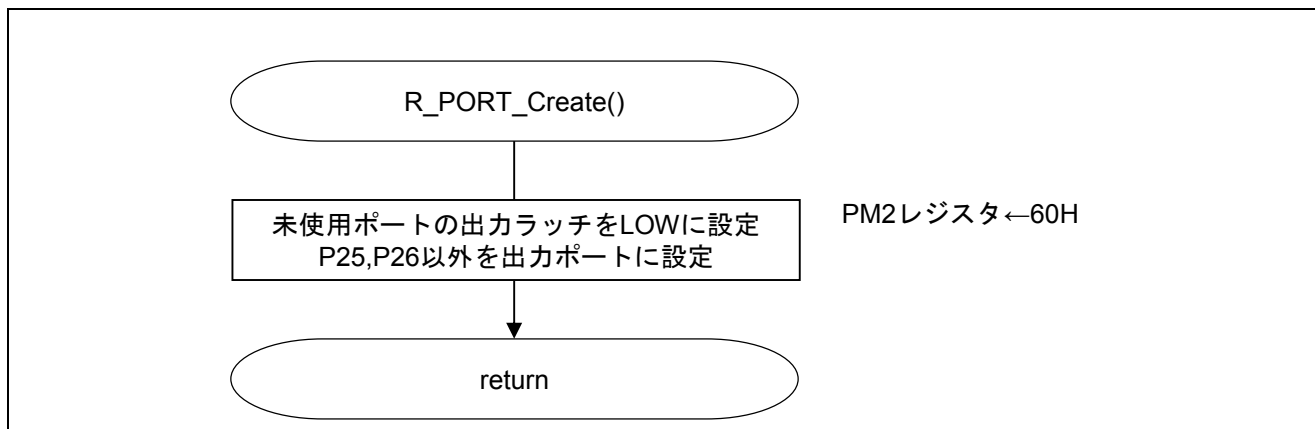 R_PORT_Create()
未使用ポートの出力ラッチをLOWに設定
P25,P26以外を出力ポートに設定
PM2レジスタ←60H
return